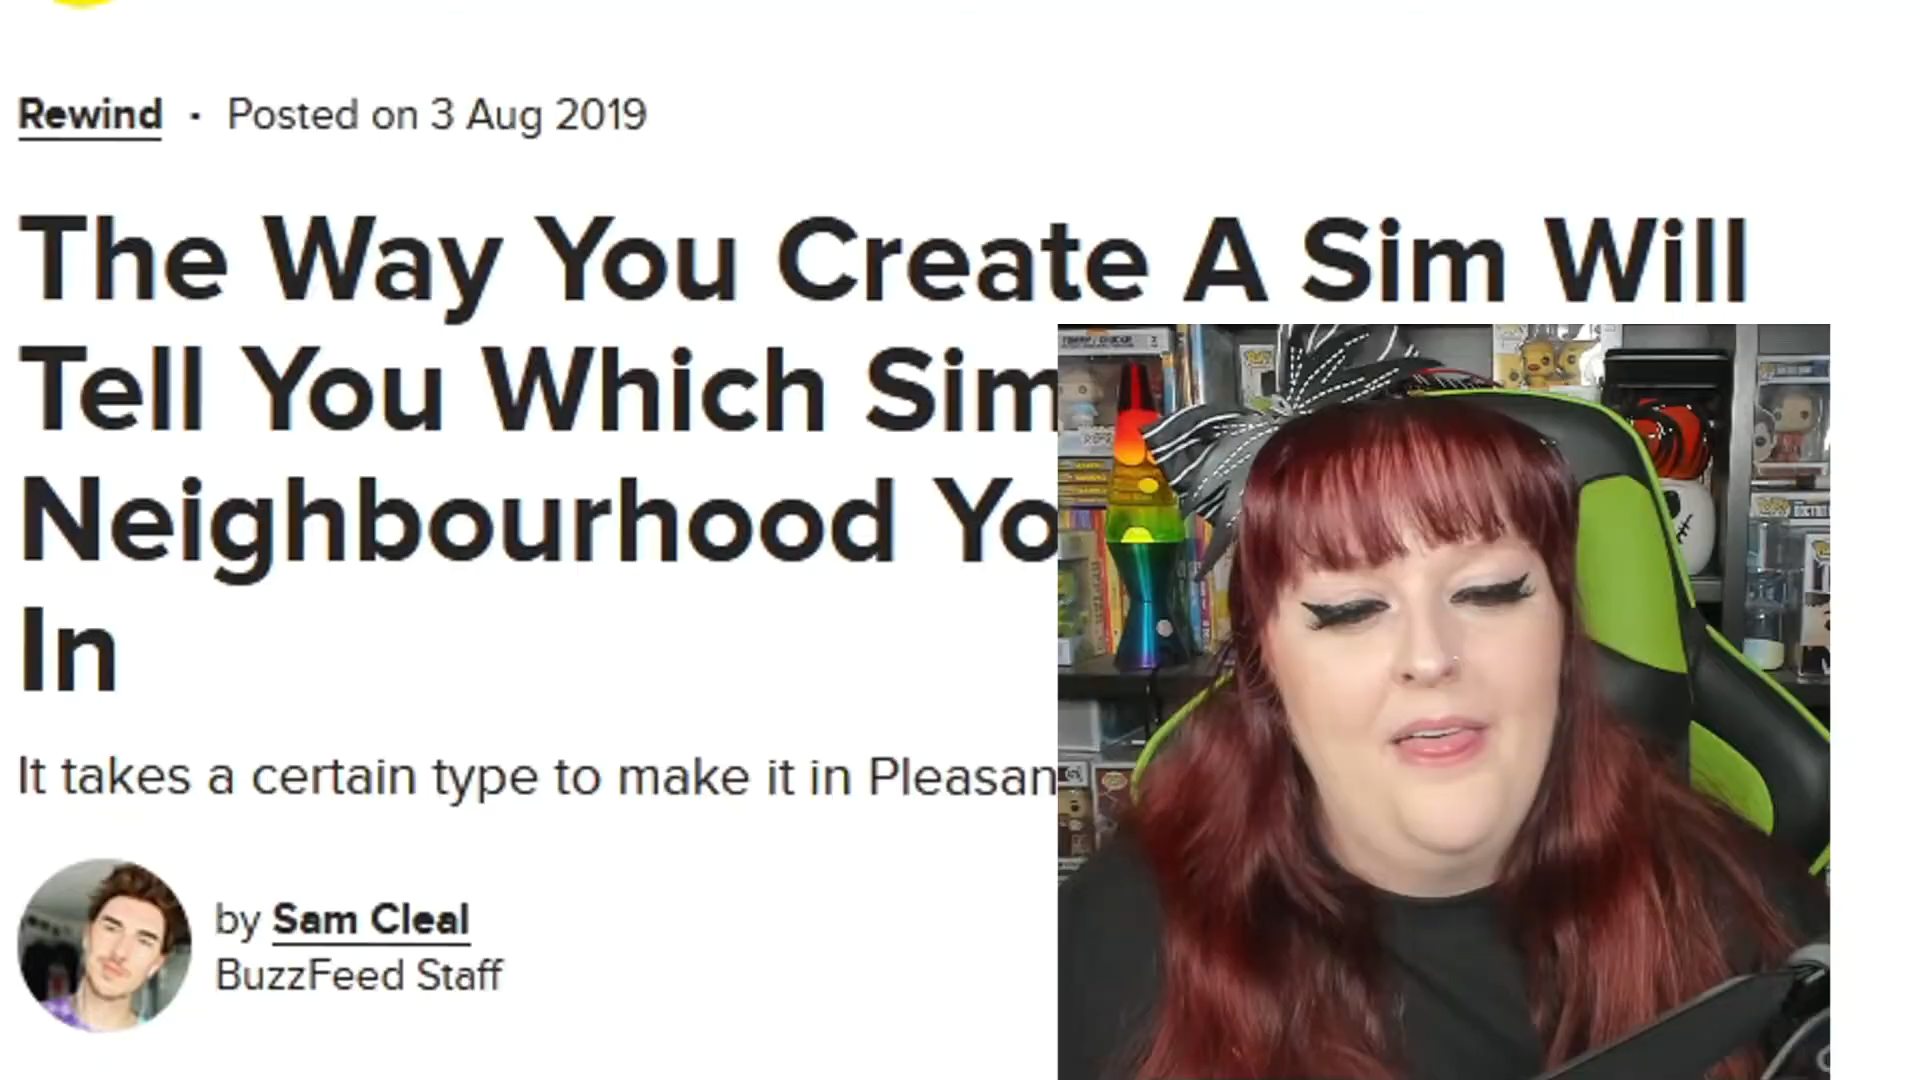 Rewind · Posted on 3 Aug 2019
The Way You Create A Sim Will
Tell You Which Sim
Neighbourhood Yo
In
It takes a certain type to make it in Pleasan
by Sam Cleal
BuzzFeed Staff